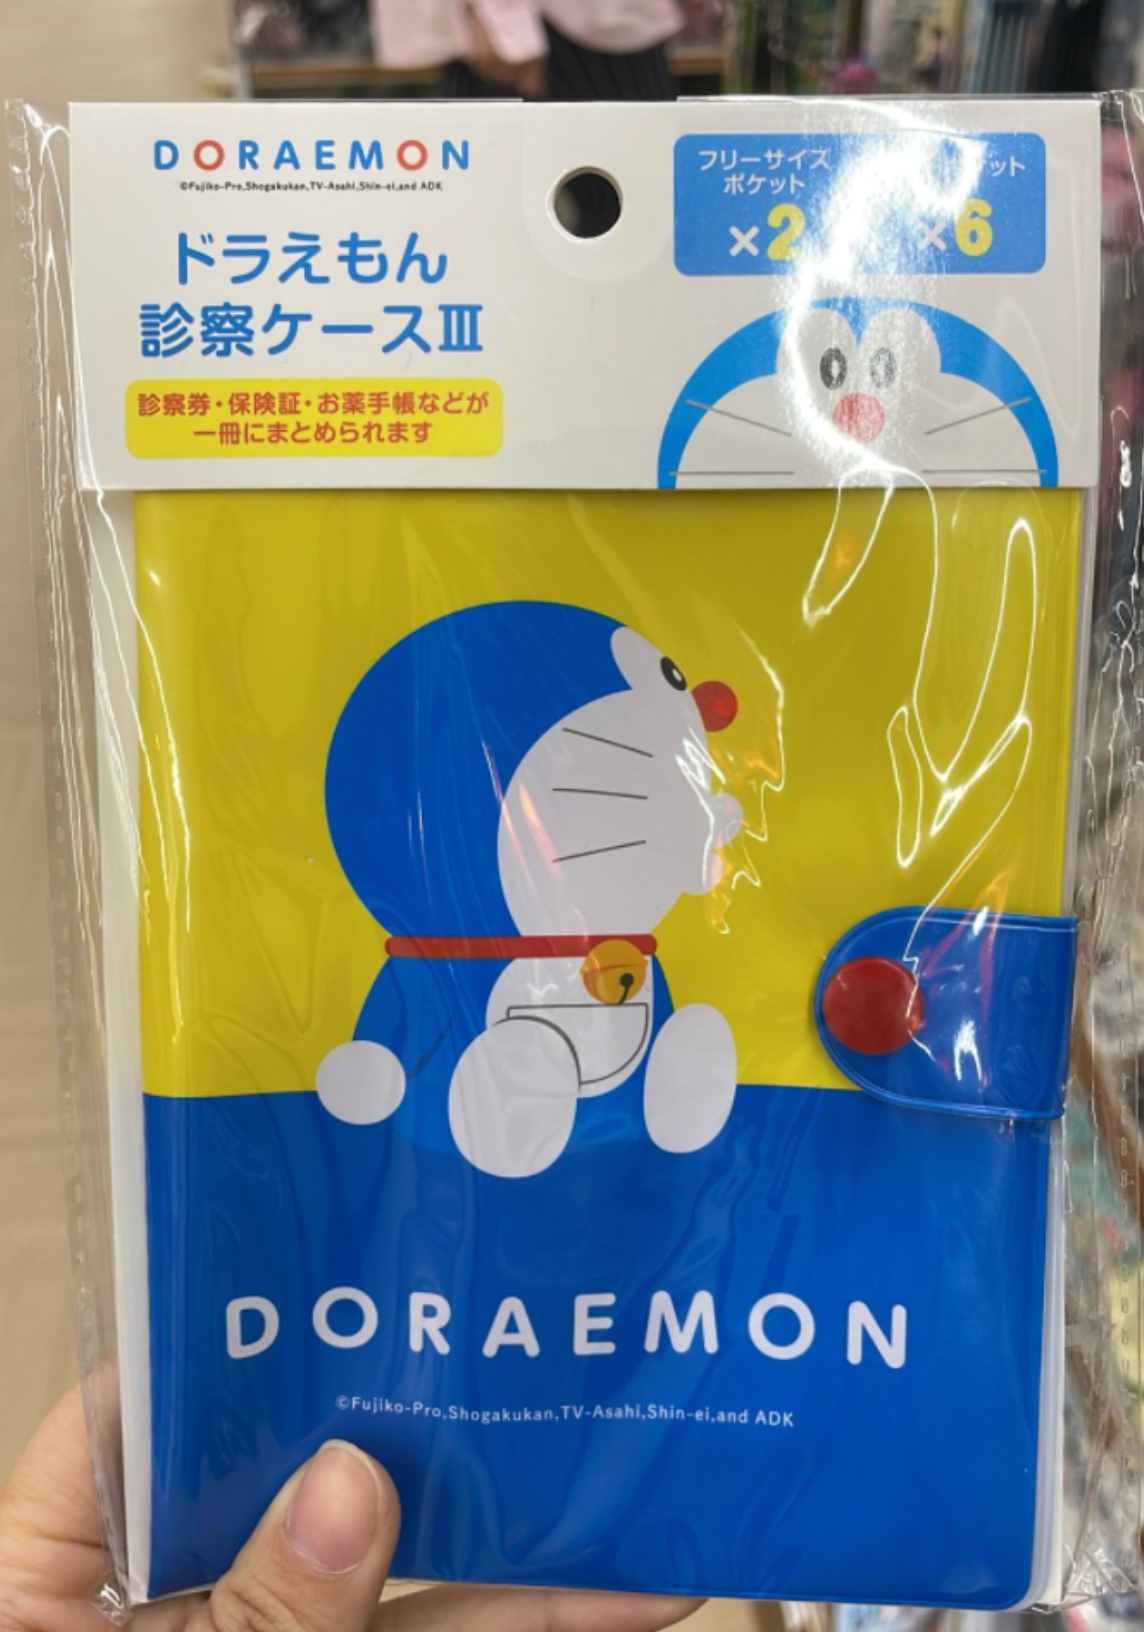 DORAEMON
©Fujiko-Pro,Shogakukan,TV-Asahi,Shin-ei,and ADK
ドラえもん
診察ケースⅢ
診察券・保険証・お薬手帳などが
一冊にまとめられます
フリーサイズ
ポケット
×2
ット
×6
DORAEMON
©Fujiko-Pro,Shogakukan,TV-Asahi,Shin-ei,and ADK